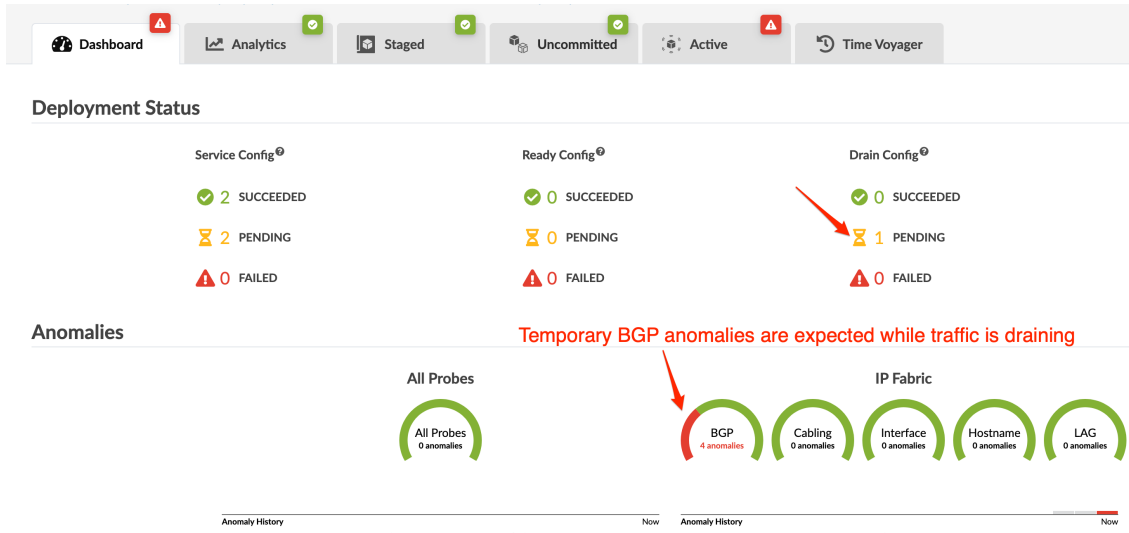 Dashboard
Analytics
Staged
Uncommitted
Active
Time Voyager
Deployment Status
Service Config
Ready Config
Drain Config
2 SUCCEEDED
0 SUCCEEDED
0 SUCCEEDED
2 PENDING
0 PENDING
1 PENDING
0 FAILED
0 FAILED
0 FAILED
Anomalies
Temporary BGP anomalies are expected while traffic is draining
All Probes
IP Fabric
All Probes
0 anomalies
BGP
4 anomalies
Cabling
0 anomalies
Interface
0 anomalies
Hostname
0 anomalies
LAG
0 anomalies
Anomaly History
Now
Anomaly History
Now